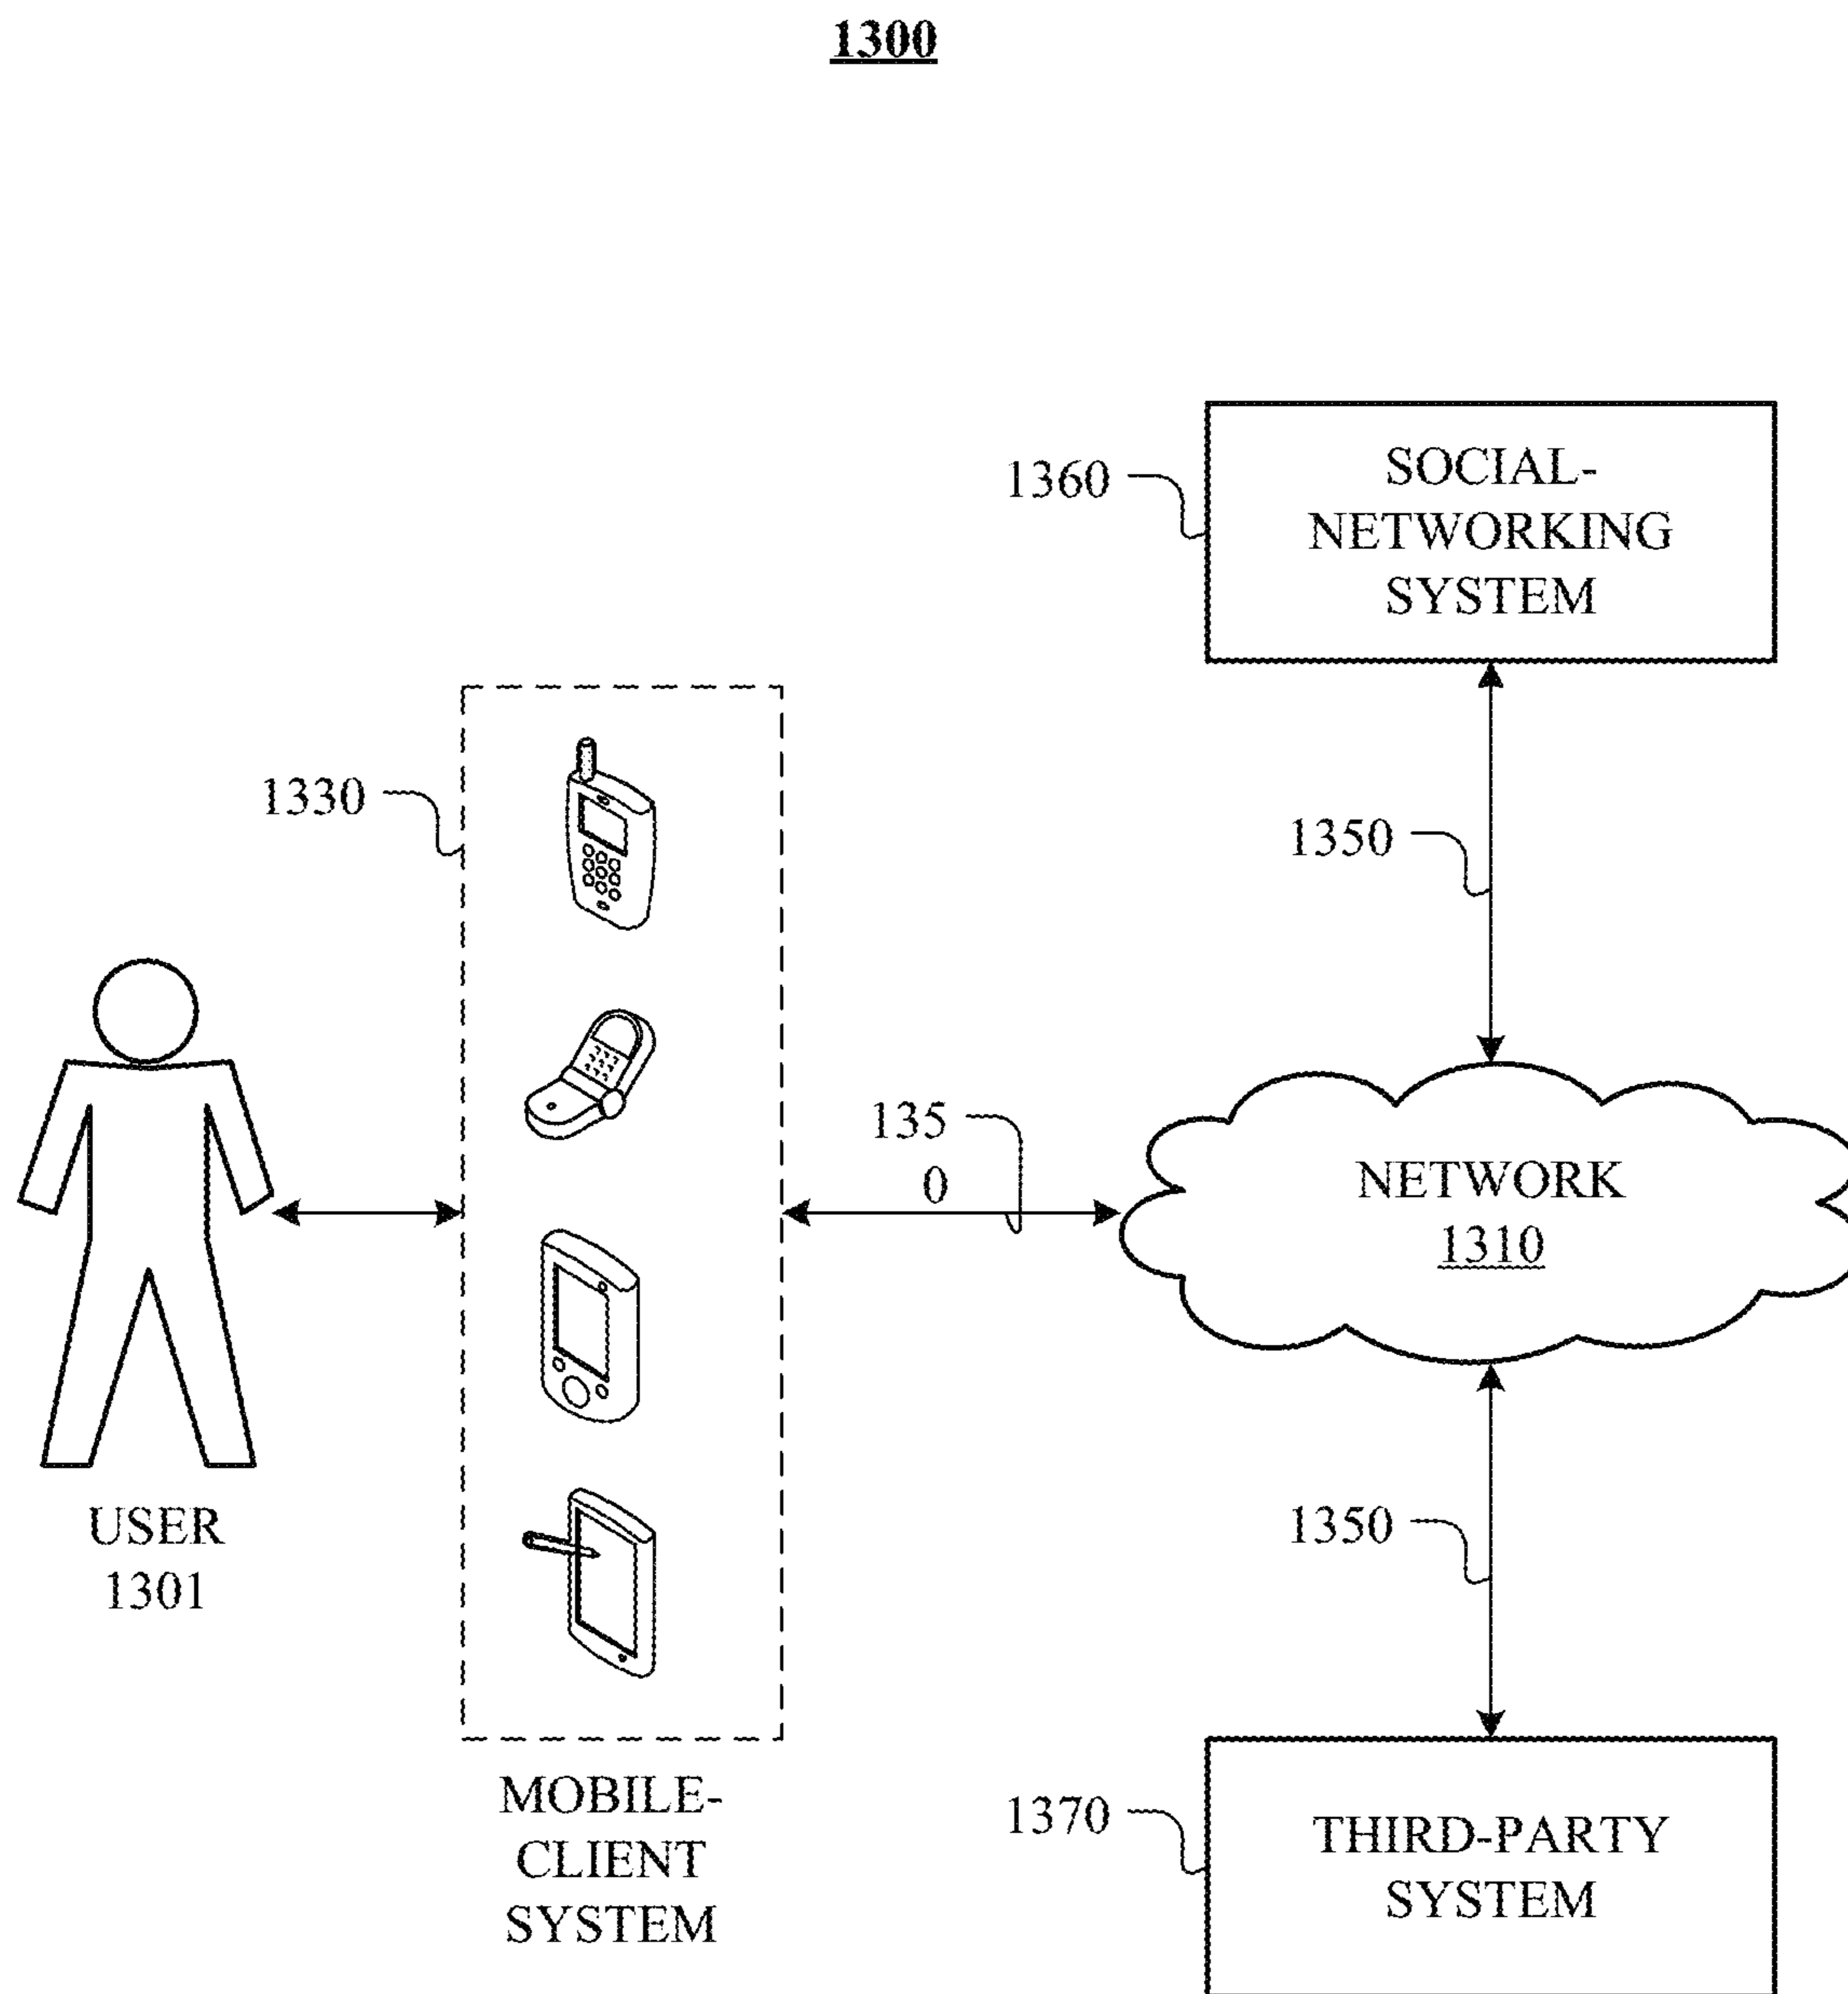 1300
1360
SOCIAL-
NETWORKING
SYSTEM
1330
1350
135
0
NETWORK
1310
USER
1301
1350
MOBILE-
CLIENT
SYSTEM
1370
THIRD-PARTY
SYSTEM